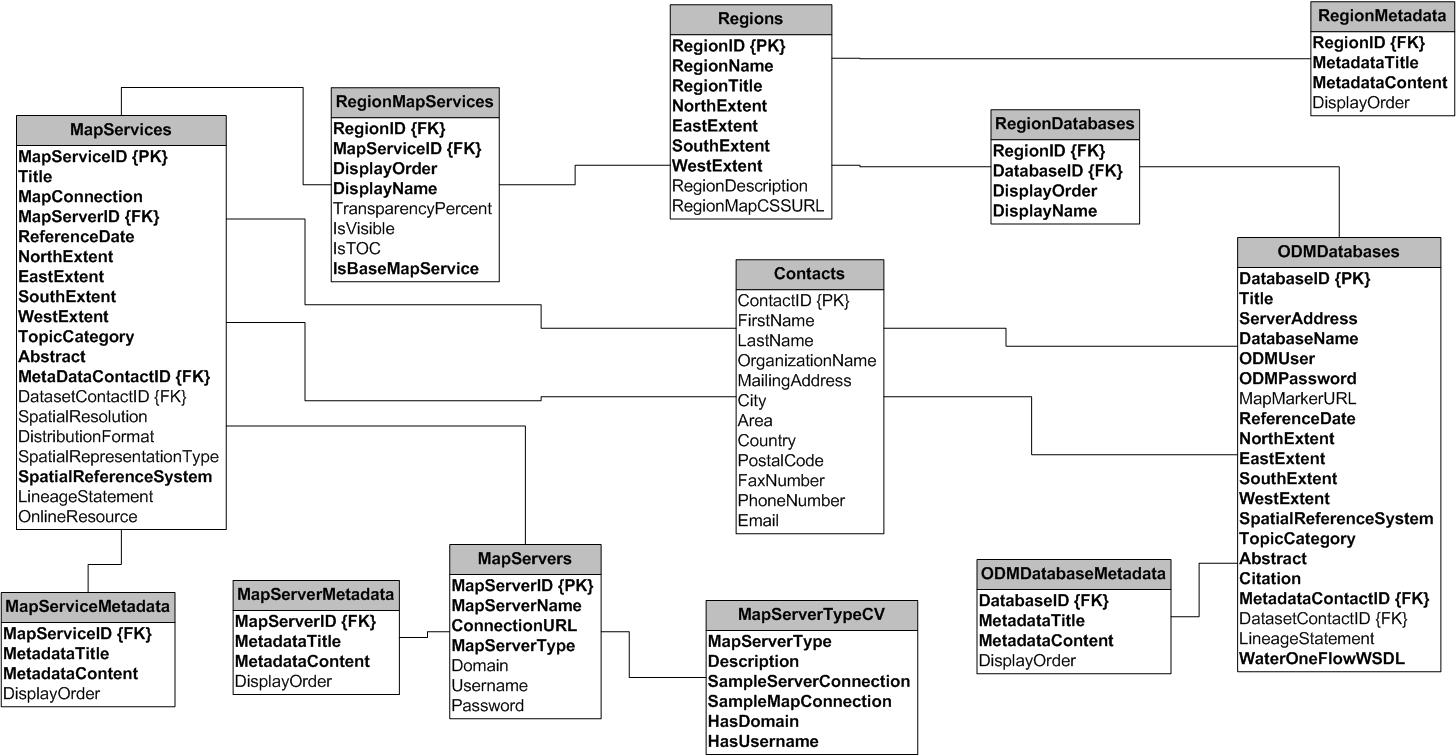 Regions
RegionID {PK}
RegionName
RegionTitle
NorthExtent
EastExtent
SouthExtent
WestExtent
RegionDescription
RegionMapCSSURL
RegionMetadata
RegionID {FK}
MetadataTitle
MetadataContent
DisplayOrder
RegionMapServices
RegionID {FK}
MapServiceID {FK}
DisplayOrder
DisplayName
TransparencyPercent
IsVisible
IsTOC
IsBaseMapService
RegionDatabases
RegionID {FK}
DatabaseID {FK}
DisplayOrder
DisplayName
MapServices
MapServiceID {PK}
Title
MapConnection
MapServerID {FK}
ReferenceDate
NorthExtent
EastExtent
SouthExtent
WestExtent
TopicCategory
Abstract
MetaDataContactID {FK}
DatasetContactID {FK}
SpatialResolution
DistributionFormat
SpatialRepresentationType
SpatialReferenceSystem
LineageStatement
OnlineResource
Contacts
ContactID {PK}
FirstName
LastName
OrganizationName
MailingAddress
City
Area
Country
PostalCode
FaxNumber
PhoneNumber
Email
ODMDatabases
DatabaseID {PK}
Title
ServerAddress
DatabaseName
ODMUser
ODMPassword
MapMarkerURL
ReferenceDate
NorthExtent
EastExtent
SouthExtent
WestExtent
SpatialReferenceSystem
TopicCategory
Abstract
Citation
MetadataContactID {FK}
DatasetContactID {FK}
LineageStatement
WaterOneFlowWSDL
MapServiceMetadata
MapServiceID {FK}
MetadataTitle
MetadataContent
DisplayOrder
MapServerMetadata
MapServerID {FK}
MetadataTitle
MetadataContent
DisplayOrder
MapServers
MapServerID {PK}
MapServerName
ConnectionURL
MapServerType
Domain
Username
Password
MapServerTypeCV
MapServerType
Description
SampleServerConnection
SampleMapConnection
HasDomain
HasUsername
ODMDatabaseMetadata
DatabaseID {FK}
MetadataTitle
MetadataContent
DisplayOrder